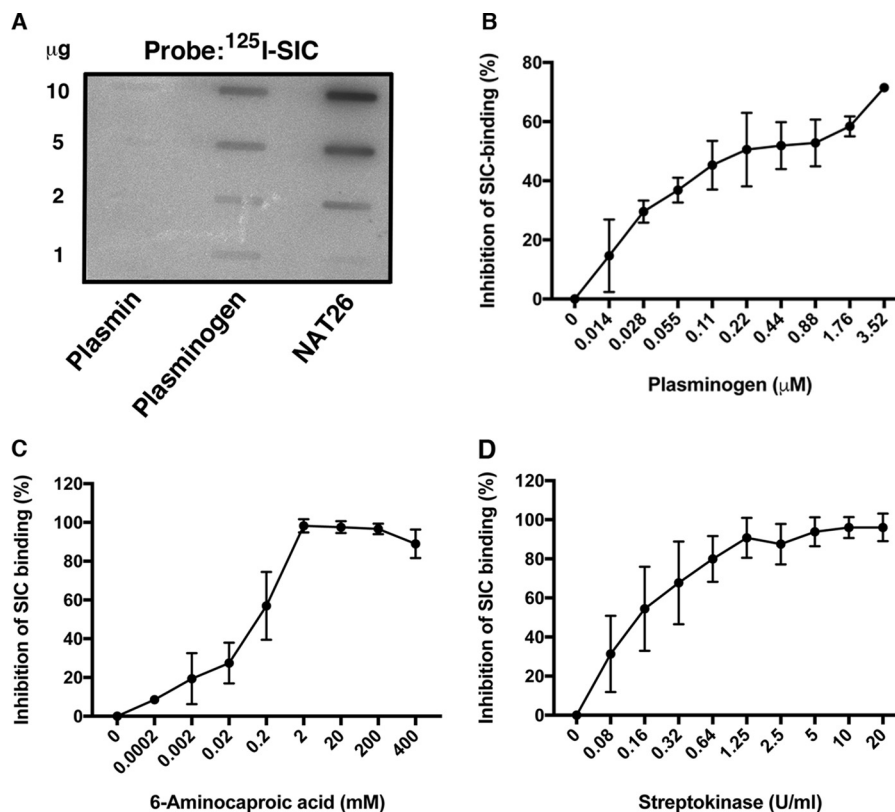 A
μg
Probe:¹²⁵I-SIC
10
5
2
1
Plasmin
Plasminogen
NAT26
B
Inhibition of SIC-binding (%)
80
60
40
20
0
0 0.014 0.028 0.055 0.11 0.22 0.44 0.88 1.76 3.52
Plasminogen (μM)
C
Inhibition of SIC binding (%)
120
100
80
60
40
20
0
0 0.0002 0.002 0.02 0.2 2 20 200 400
6-Aminocaproic acid (mM)
D
Inhibition of SIC binding (%)
120
100
80
60
40
20
0
0 0.08 0.16 0.32 0.64 1.25 2.5 5 10 20
Streptokinase (U/ml)